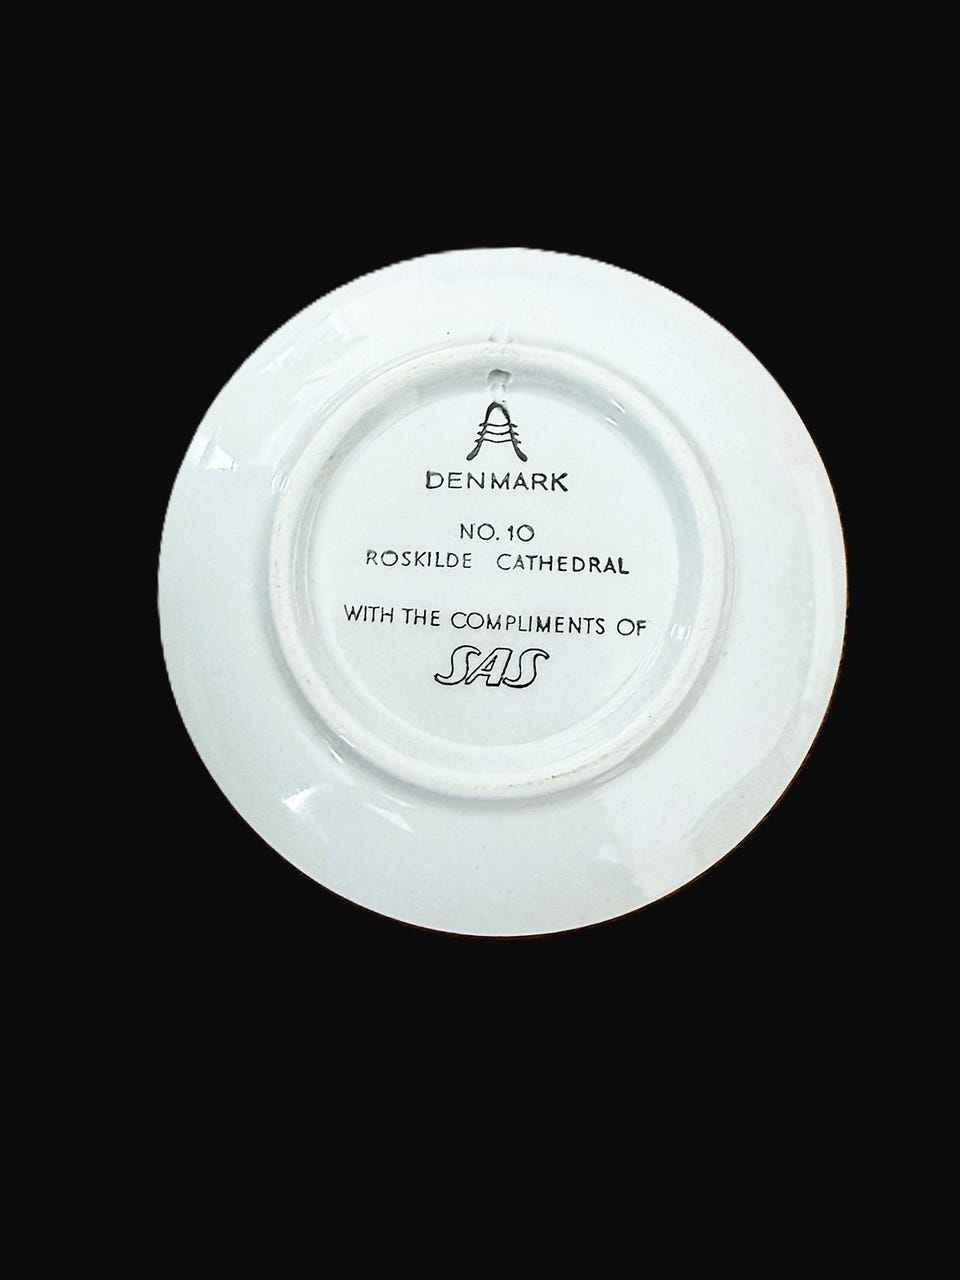 A
DENMARK
NO. 10
ROSKILDE CATHEDRAL
WITH THE COMPLIMENTS OF
SAS